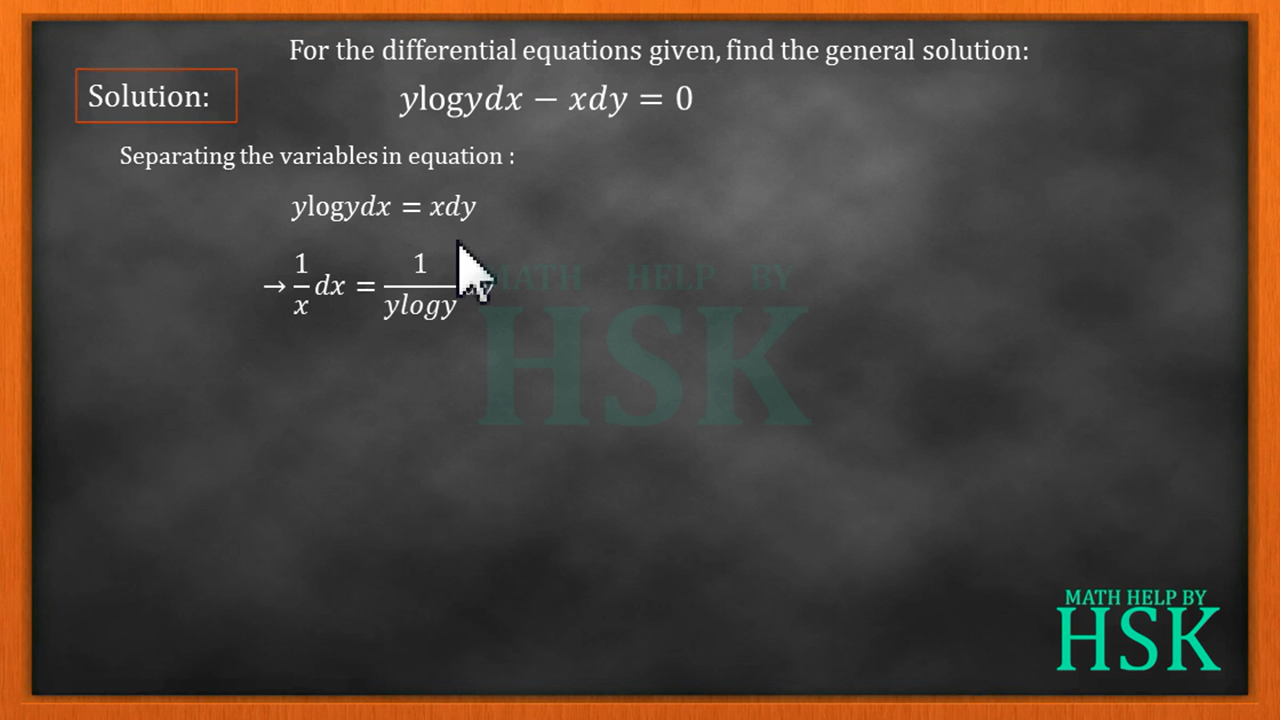 For the differential equations given, find the general solution:
Solution:
ylogydx − xdy = 0
Separating the variables in equation :
ylogydx = xdy
→ 1/x dx = 1/ylogy
MATH HELP BY
HSK
MATH HELP BY
HSK